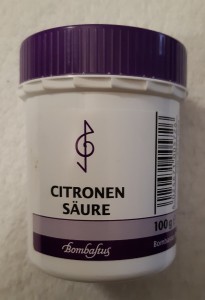 CITRONEN
SÄURE
100 g
Bombastus